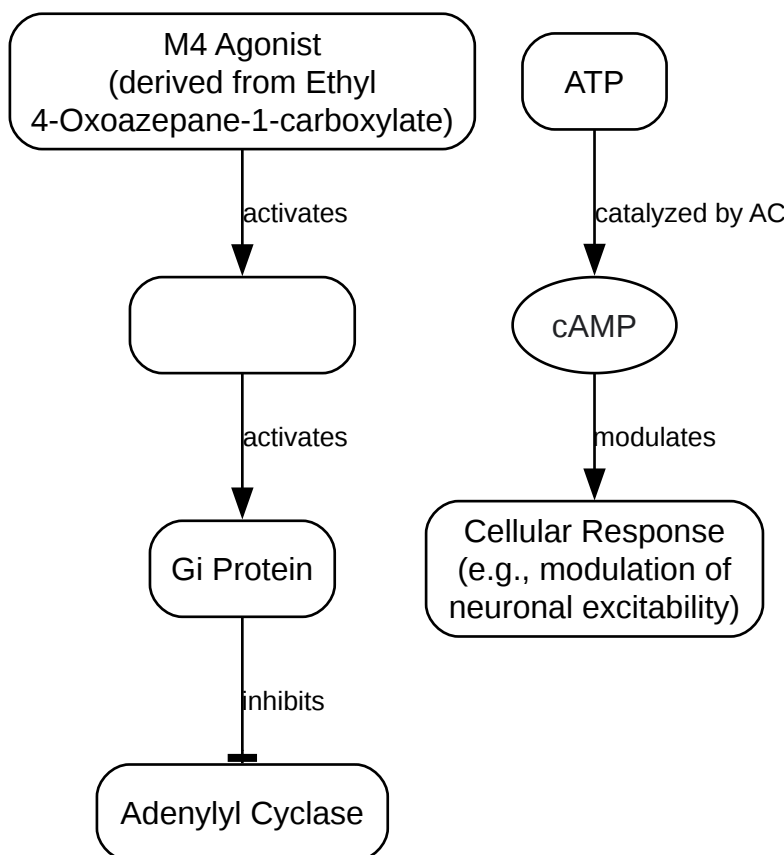 M4 Agonist
(derived from Ethyl
4-Oxoazepane-1-carboxylate)
activates
activates
Gi Protein
inhibits
Adenylyl Cyclase
ATP
catalyzed by AC
cAMP
modulates
Cellular Response
(e.g., modulation of
neuronal excitability)